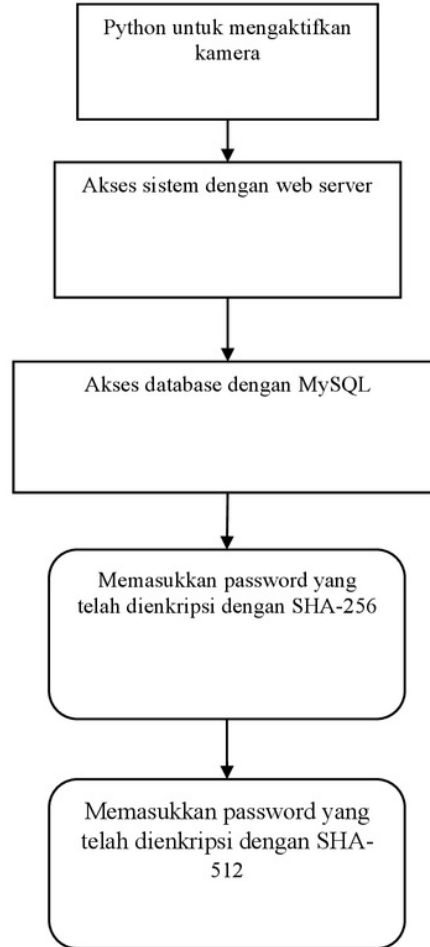 Python untuk mengaktifkan
kamera
Akses sistem dengan web server
Akses database dengan MySQL
Memasukkan password yang
telah dienkripsi dengan SHA-256
Memasukkan password yang
telah dienkripsi dengan SHA-
512